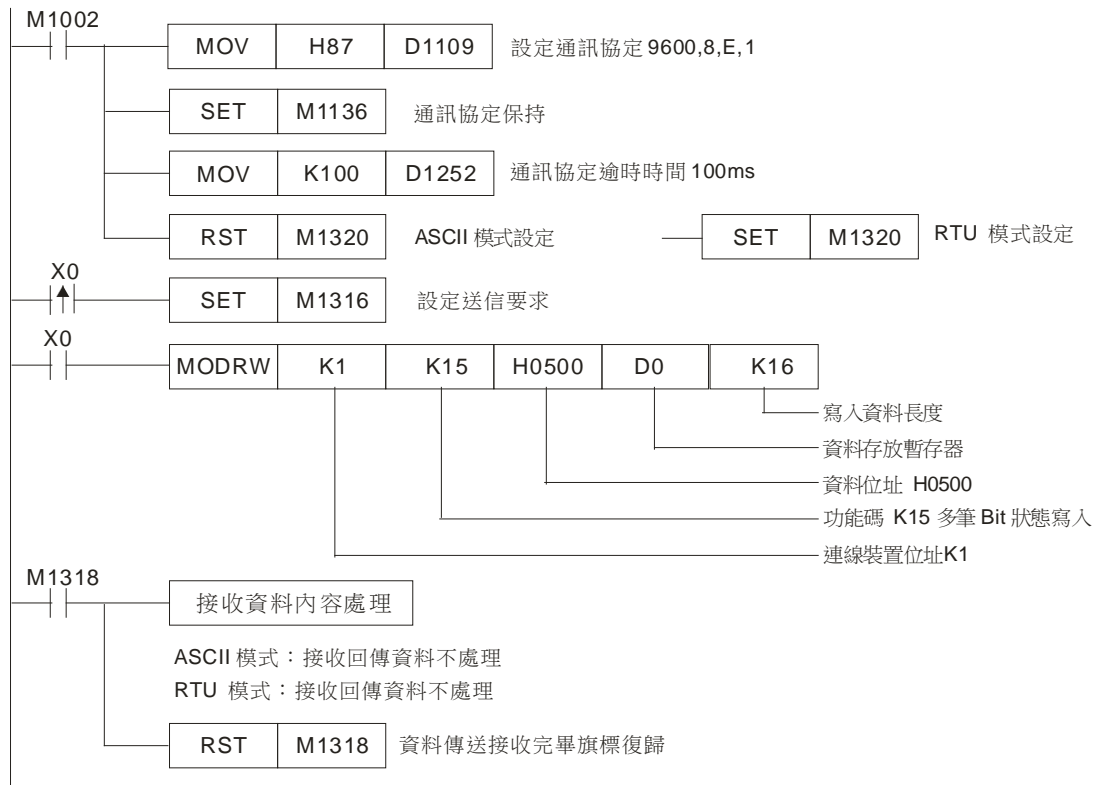 M1002
MOV H87 D1109 設定通訊協定 9600,8,E,1
SET M1136 通訊協定保持
MOV K100 D1252 通訊協定逾時時間 100ms
RST M1320 ASCII 模式設定 SET M1320 RTU 模式設定
X0
SET M1316 設定送信要求
X0
MODRW K1 K15 H0500 D0 K16
寫入資料長度
資料存放暫存器
資料位址 H0500
功能碼 K15 多筆 Bit 狀態寫入
連線裝置位址K1
M1318
接收資料內容處理
ASCII 模式：接收回傳資料不處理
RTU 模式：接收回傳資料不處理
RST M1318 資料傳送接收完畢旗標復歸